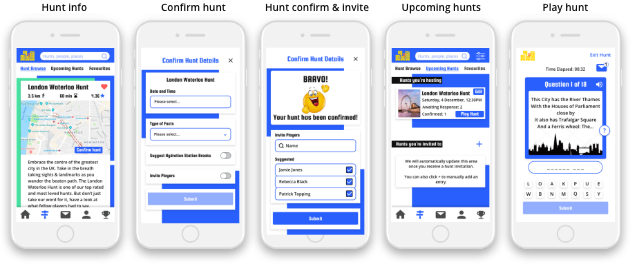 Hunt info
Confirm hunt
Hunt confirm & invite
Upcoming hunts
Play hunt
Hunts, people, places
Hunt Browse Upcoming Hunts Favourites
London Waterloo Hunt
3.5 km 60 min 4.36
Confirm hunt
Embrace the centre of the greatest
city in the UK. Take in the breath
taking sights & landmarks as you
wander the beaten path. The London
Waterloo Hunt is one of our top rated
and most loved hunts. But don't just
take our word for it, have a look at
what fellow players had to say
Confirm Hunt Details
London Waterloo Hunt
Date and Time
Please select...
Type of Facts
Please select...
Suggest Hydration Station Breaks
Invite Players
Submit
Confirm Hunt Details
BRAVO!
Your hunt has been confirmed!
Invite Players
Name
Suggested
Jamie Jones
Rebecca Black
Patrick Topping
Submit
Hunts, people, places
Hunt Browse Upcoming Hunts Favourites
Hunts you're hosting
London Waterloo Hunt
Edit
Saturday, 4 December, 12:30PM
Awaiting Response: 2
Confirmed: 1
Play Hunt
Hunts you're invited to
+
We will automatically update this area
once you receive a hunt invitation.
You can also click + to manually add an
entry.
Exit Hunt
Time Elapsed: 08:32
Question 1 of 18
This City has the River Thames
With the Houses of Parliament
close by
It also has Trafalgar Square
And a Ferris wheel. The...
?
L O A K P E Y
W B N Q O S
Submit